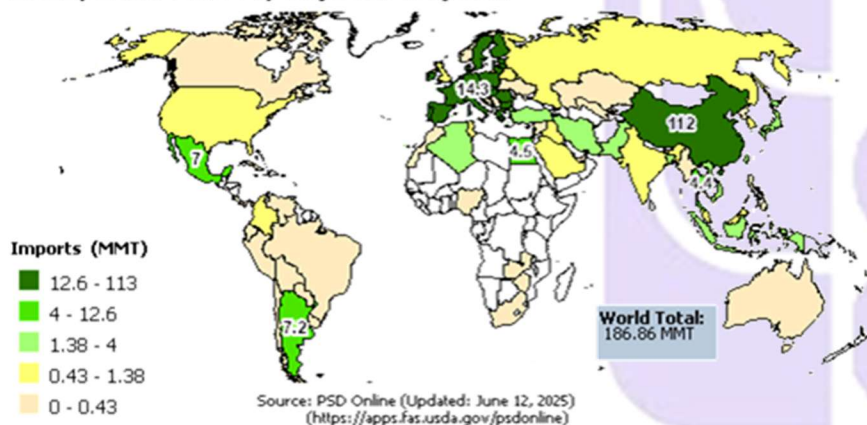 14.3
112
7
4.5
4.4
7.2
Imports (MMT)
12.6 - 113
4 - 12.6
1.38 - 4
0.43 - 1.38
0 - 0.43
World Total:
186.86 MMT
Source: PSD Online (Updated: June 12, 2025)
(https://apps.fas.usda.gov/psdonline)